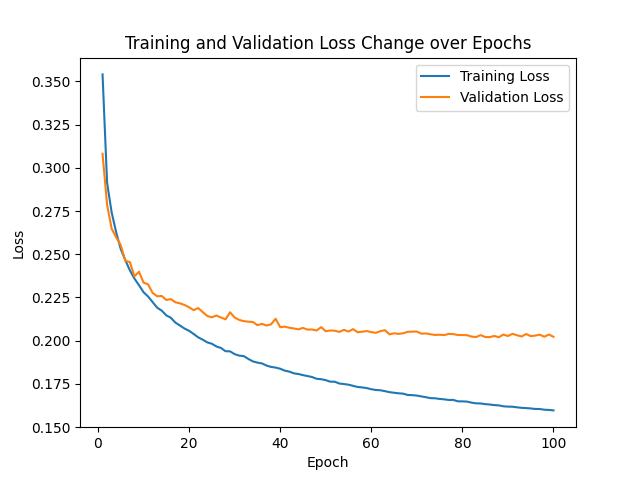 Training and Validation Loss Change over Epochs
Training Loss
Validation Loss
0.350
0.325
0.300
0.275
0.250
0.225
0.200
0.175
0.150
Loss
0 20 40 60 80 100
Epoch